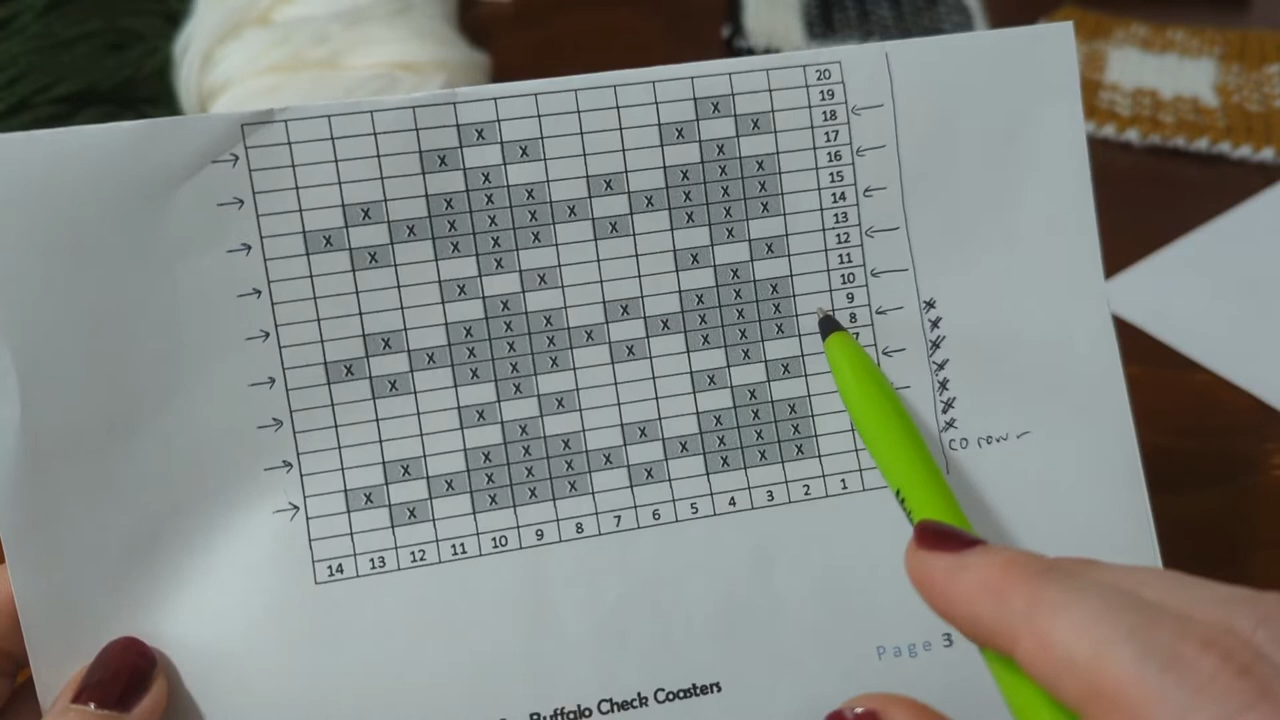 20
X X 19
X X X X 18
X X 17
X X X X X X X X 16
X X X X X X X X X X 15
X X X X X X X X 14
X X 13
X X X X 12
X X 11
X X X X X X X X 10
X X X X X X X X X X 9
X X X X X X X X 8
X X 7
X X X X
X X
X X X X X X X X
X X X X X X X X X X
X X X X X X X X
14 13 12 11 10 9 8 7 6 5 4 3 2 1
CO row
Page 3
Buffalo Check Coasters